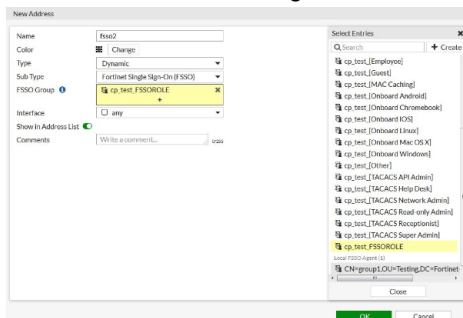 New Address
Name
fsso2
Color
Change
Type
Dynamic
Sub Type
Fortinet Single Sign-On (FSSO)
FSSO Group
cp_test_FSSOROLE
+
Interface
any
Show in Address List
Comments
Write a comment...
0/255
Select Entries
Search
+ Create
cp_test_[Employee]
cp_test_[Guest]
cp_test_[MAC Caching]
cp_test_[Onboard Android]
cp_test_[Onboard Chromebook]
cp_test_[Onboard IOS]
cp_test_[Onboard Linux]
cp_test_[Onboard Mac OS X]
cp_test_[Onboard Windows]
cp_test_[Other]
cp_test_[TACACS API Admin]
cp_test_[TACACS Help Desk]
cp_test_[TACACS Network Admin]
cp_test_[TACACS Read-only Admin]
cp_test_[TACACS Receptionist]
cp_test_[TACACS Super Admin]
cp_test_FSSOROLE
Local FSSO Agent (1)
CN=group1,OU=Testing,DC=Fortinet-
Close
OK
Cancel